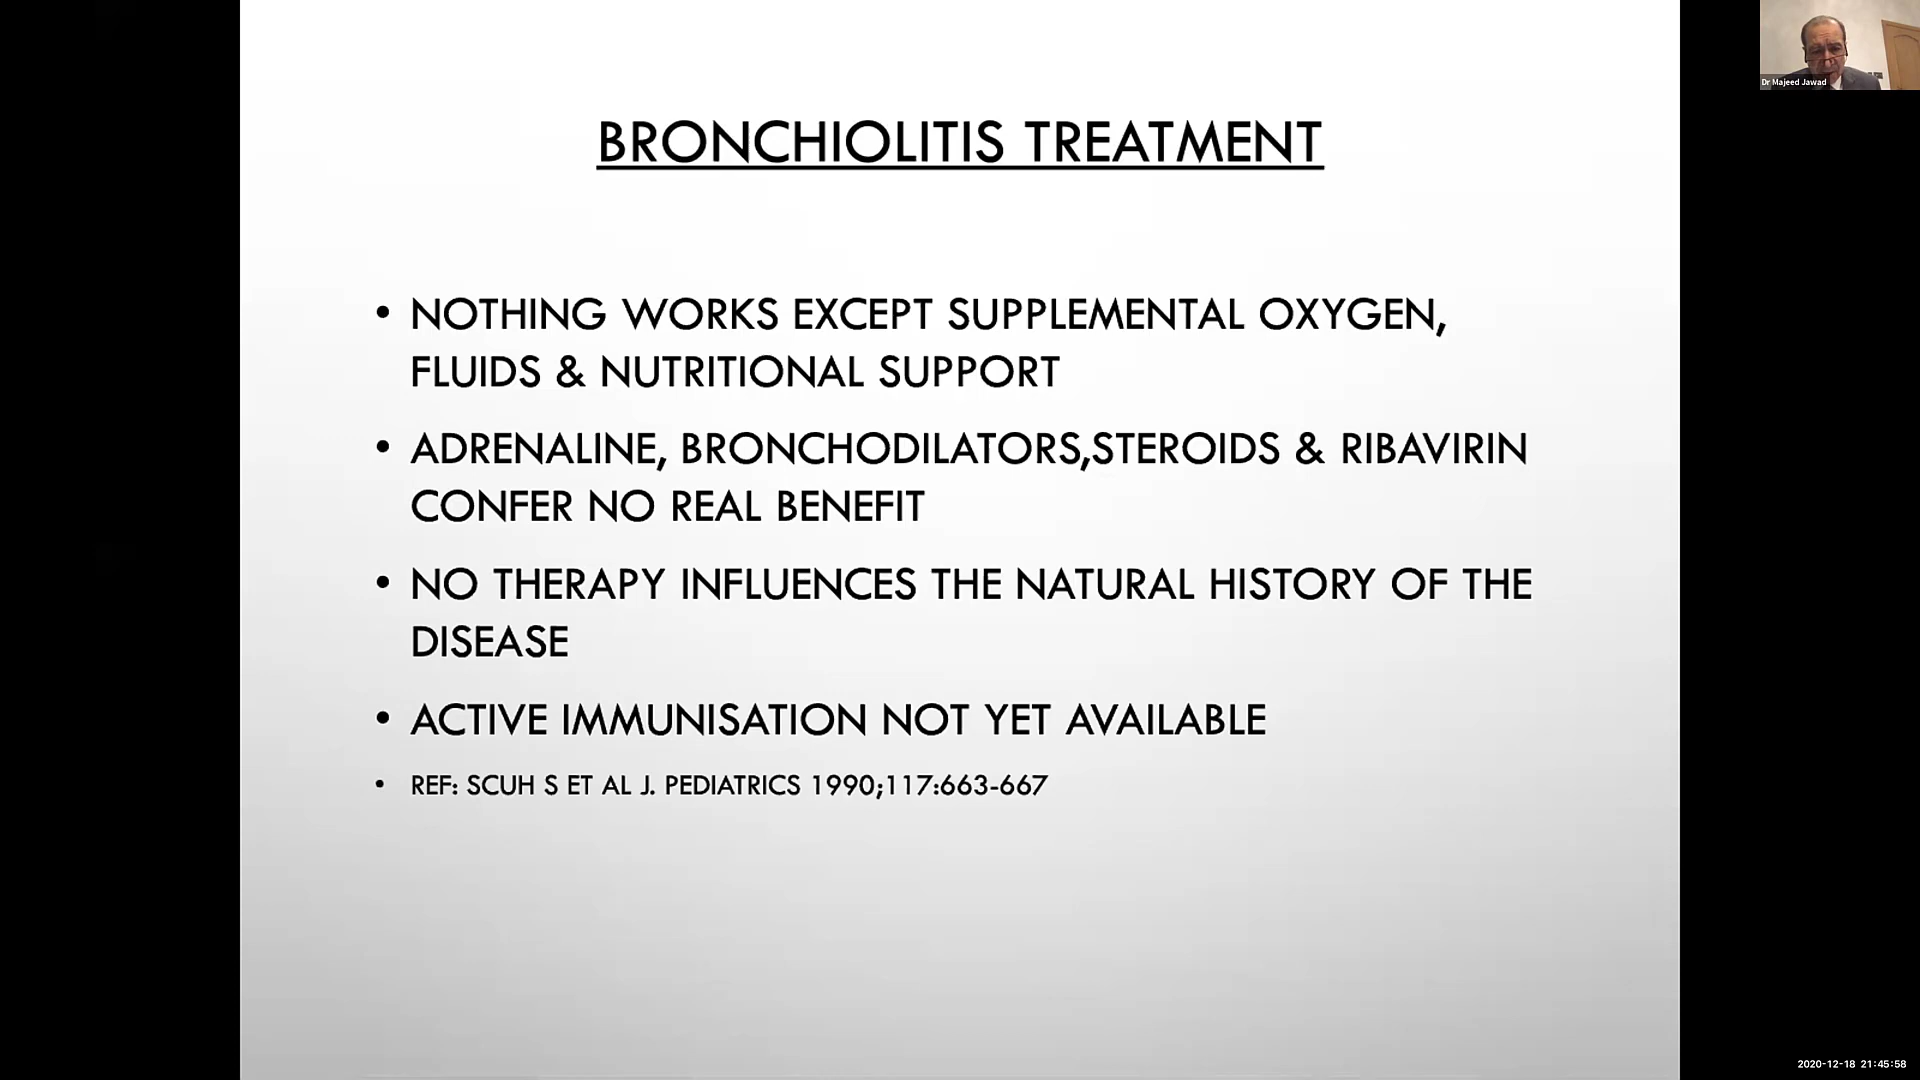 BRONCHIOLITIS TREATMENT
• NOTHING WORKS EXCEPT SUPPLEMENTAL OXYGEN,
FLUIDS & NUTRITIONAL SUPPORT
• ADRENALINE, BRONCHODILATORS,STEROIDS & RIBAVIRIN
CONFER NO REAL BENEFIT
• NO THERAPY INFLUENCES THE NATURAL HISTORY OF THE
DISEASE
• ACTIVE IMMUNISATION NOT YET AVAILABLE
• REF: SCUH S ET AL J. PEDIATRICS 1990;117:663-667
Dr Majeed Jawad
2020-12-18 21:45:58